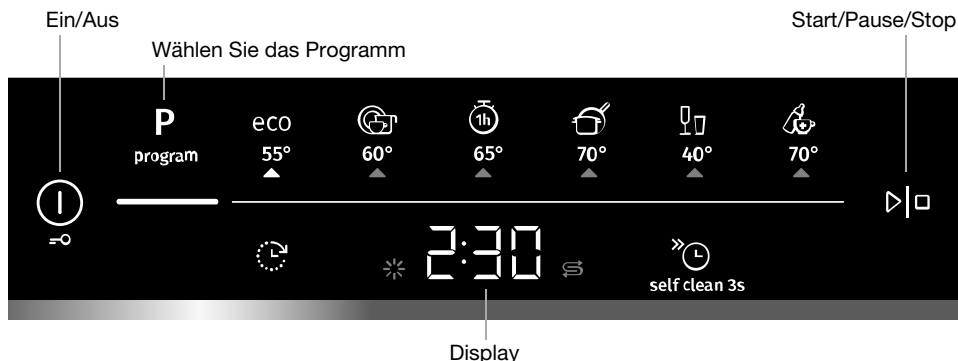 Ein/Aus
Start/Pause/Stop
Wählen Sie das Programm
P
program
eco
1h
55° 60° 65° 70° 40° 70°
2:30
self clean 3s
Display